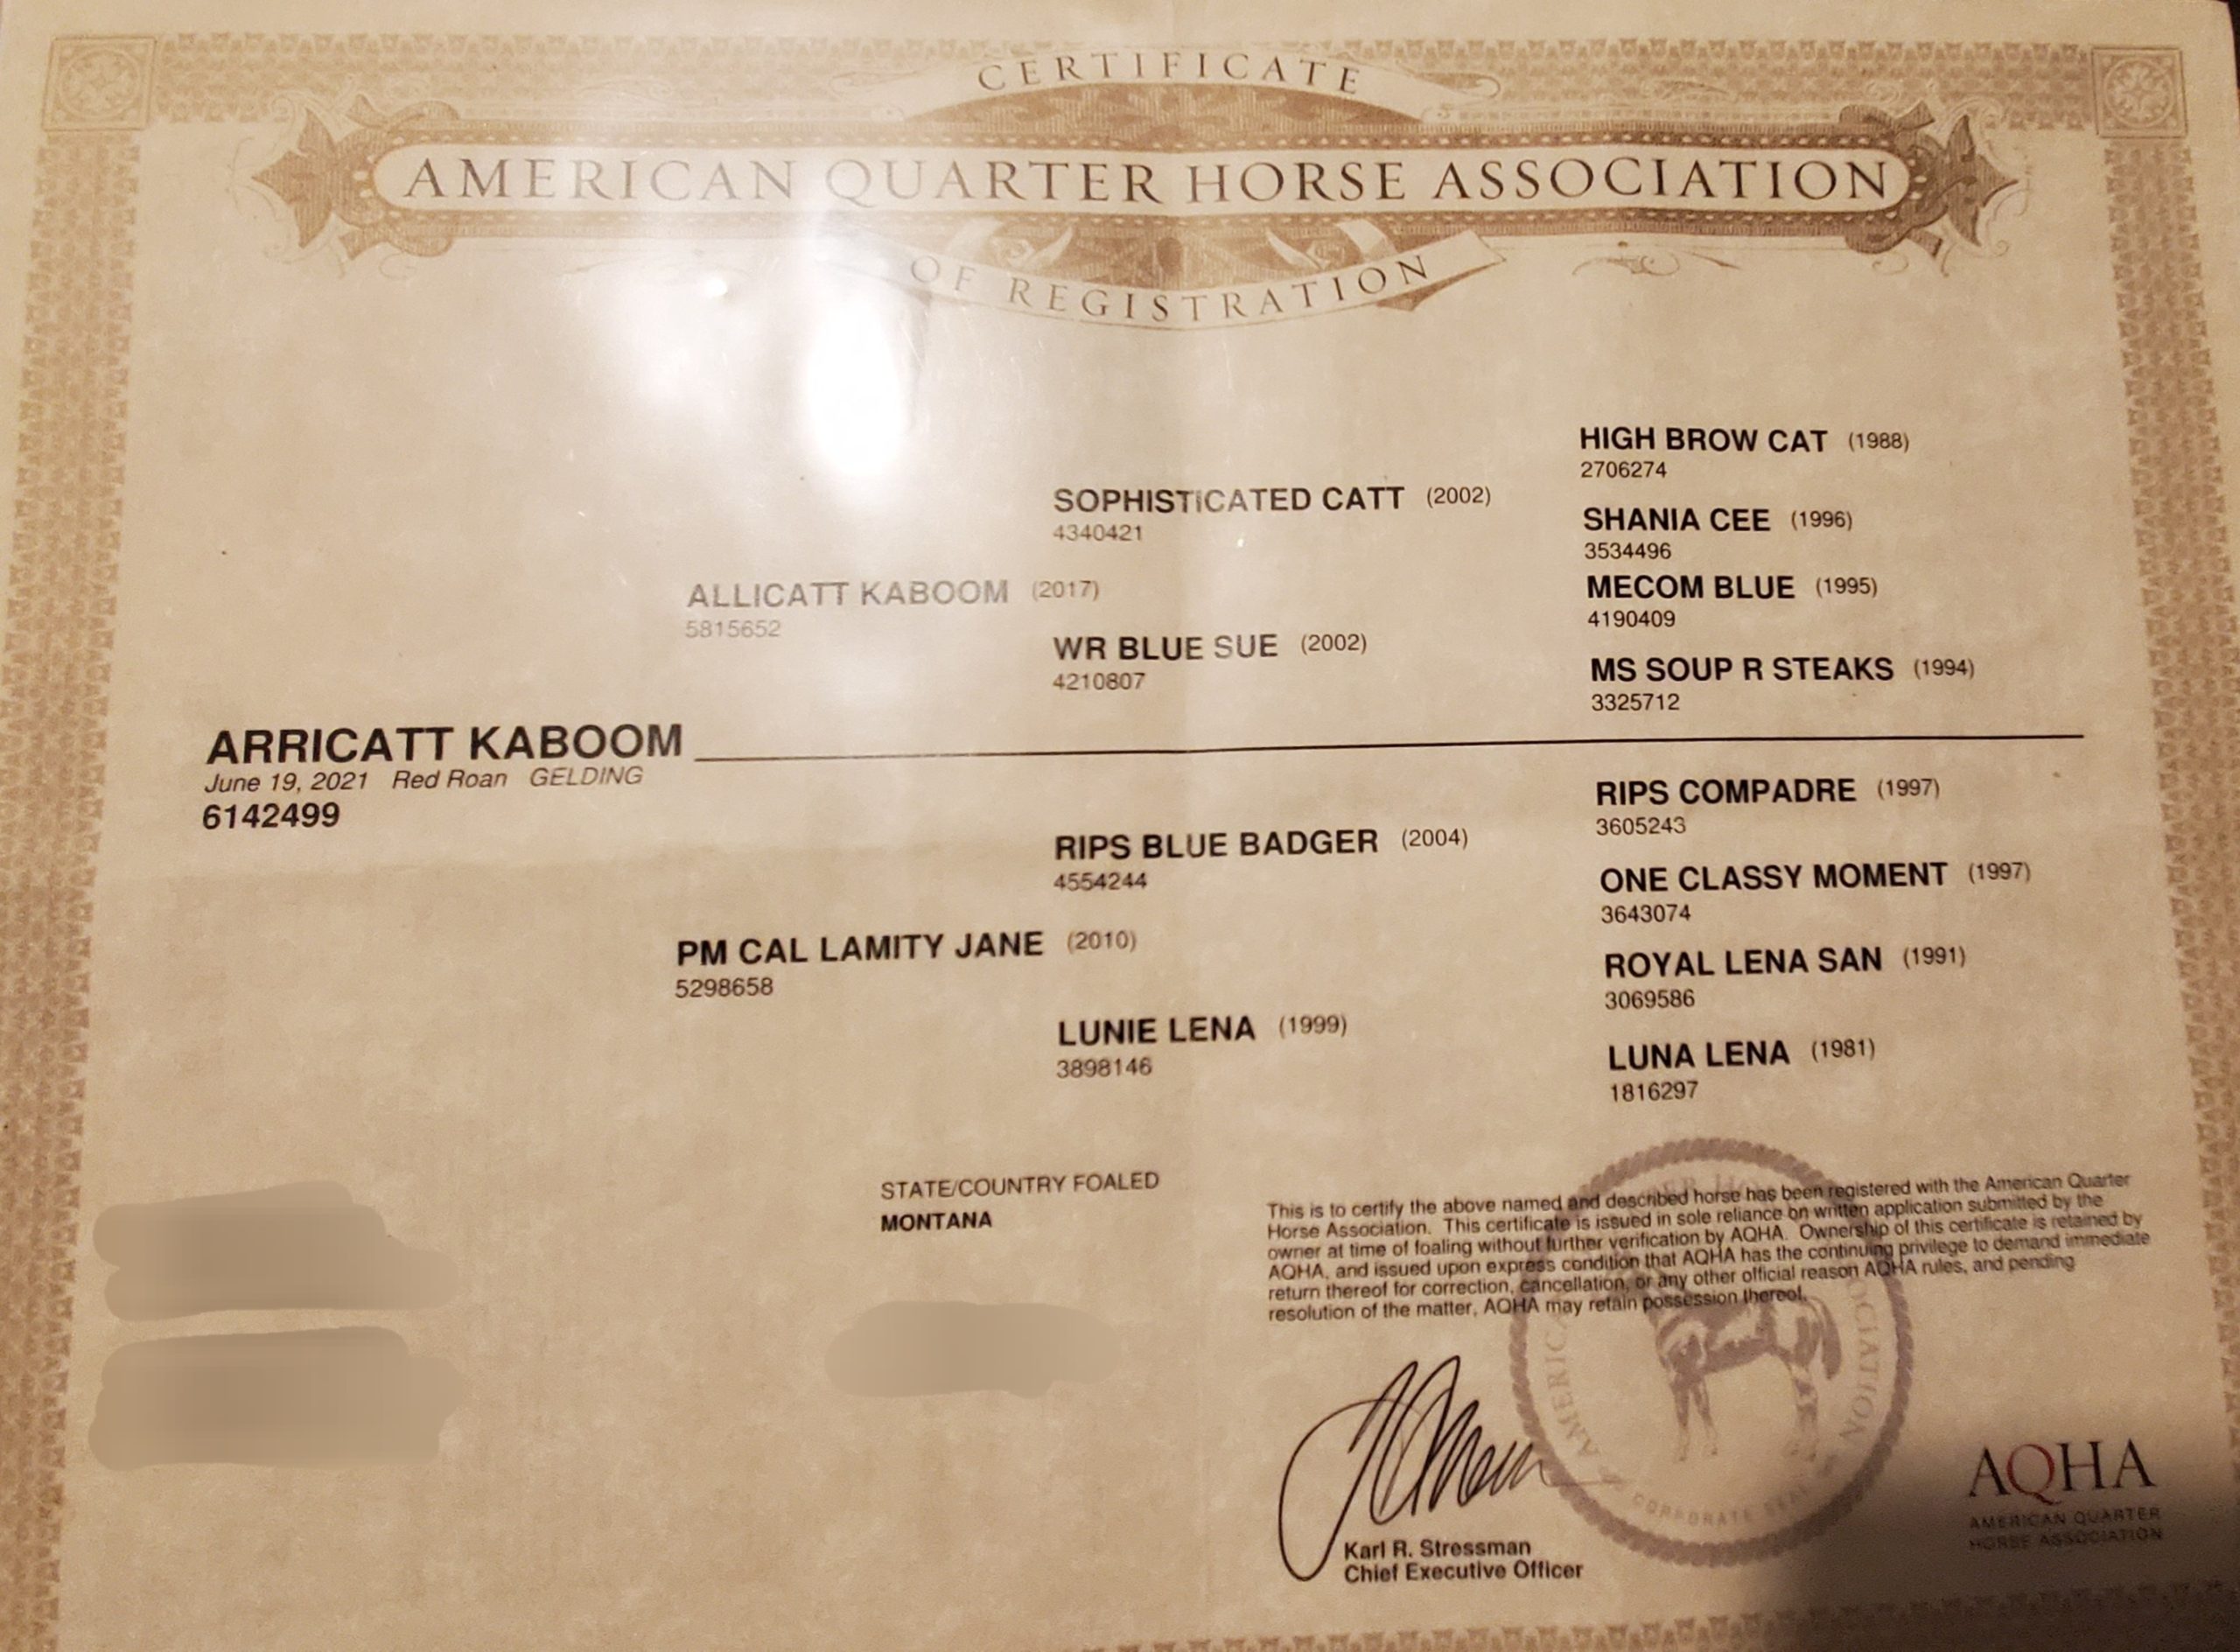 CERTIFICATE
AMERICAN QUARTER HORSE ASSOCIATION
OF REGISTRATION
HIGH BROW CAT (1988)
2706274
SOPHISTICATED CATT (2002)
4340421
SHANIA CEE (1996)
3534496
ALLICATT KABOOM (2017)
5815652
MECOM BLUE (1995)
4190409
WR BLUE SUE (2002)
4210807
MS SOUP R STEAKS (1994)
3325712
ARRICATT KABOOM
June 19, 2021 Red Roan GELDING
6142499
RIPS COMPADRE (1997)
3605243
RIPS BLUE BADGER (2004)
4554244
ONE CLASSY MOMENT (1997)
3643074
PM CAL LAMITY JANE (2010)
5298658
ROYAL LENA SAN (1991)
3069586
LUNIE LENA (1999)
3898146
LUNA LENA (1981)
1816297
STATE/COUNTRY FOALED
MONTANA
This is to certify the above named and described horse has been registered with the American Quarter
Horse Association. This certificate is issued in sole reliance on written application submitted by the
owner at time of foaling without further verification by AQHA. Ownership of this certificate is retained by
AQHA, and issued upon express condition that AQHA has the continuing privilege to demand immediate
return thereof for correction, cancellation, or any other official reason AQHA rules, and pending
resolution of the matter, AQHA may retain possession thereof.
Karl R. Stressman
Chief Executive Officer
CORPORATE SEAL
AQHA
AMERICAN QUARTER
HORSE ASSOCIATION